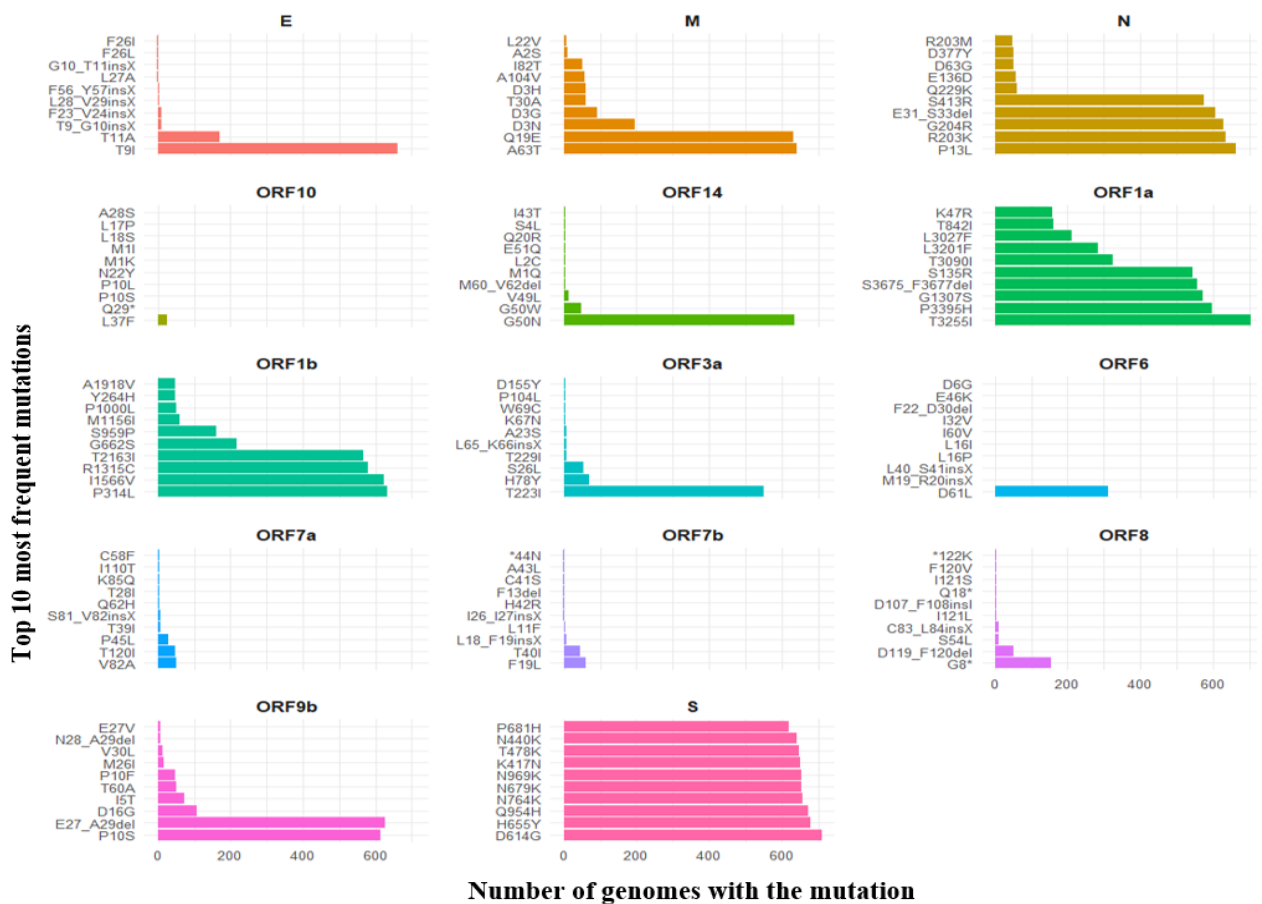 E
F26I
F26L
G10_T11insX
L27A
F56_Y57insX
L28_V29insX
F23_V24insX
T9_G10insX
T11A
T9I
M
L22V
A2S
I82T
A104V
D3H
T30A
D3G
D3N
Q19E
A63T
N
R203M
D377Y
D63G
E136D
Q229K
S413R
E31_S33del
G204R
R203K
P13L
ORF10
A28S
L17P
L18S
M1I
M1K
N22Y
P10L
P10S
Q29*
L37F
ORF14
I43T
S4L
Q20R
E51Q
L2C
M1Q
M60_V62del
V49L
G50W
G50N
ORF1a
K47R
T842I
L3027F
L3201F
T3090I
S135R
S3675_F3677del
G1307S
P3395H
T3255I
ORF1b
A1918V
Y264H
P1000L
M1156I
S959P
G662S
T2163I
R1315C
I1566V
P314L
ORF3a
D155Y
P104L
W69C
K67N
A23S
L65_K66insX
T229I
S26L
H78Y
T223I
ORF6
D6G
E46K
F22_D30del
I32V
I60V
L16I
L16P
L40_S41insX
M19_R20insX
D61L
ORF7a
C58F
I110T
K85Q
T28I
Q62H
S81_V82insX
T39I
P45L
T120I
V82A
ORF7b
*44N
A43L
C41S
F13del
H42R
I26_I27insX
L11F
L18_F19insX
T40I
F19L
ORF8
*122K
F120V
I121S
Q18*
D107_F108insI
I121L
C83_L84insX
S54L
D119_F120del
G8*
0 200 400 600
ORF9b
E27V
N28_A29del
V30L
M26I
P10F
T60A
I5T
D16G
E27_A29del
P10S
0 200 400 600
S
P681H
N440K
T478K
K417N
N969K
N679K
N764K
Q954H
H655Y
D614G
0 200 400 600
Top 10 most frequent mutations
Number of genomes with the mutation